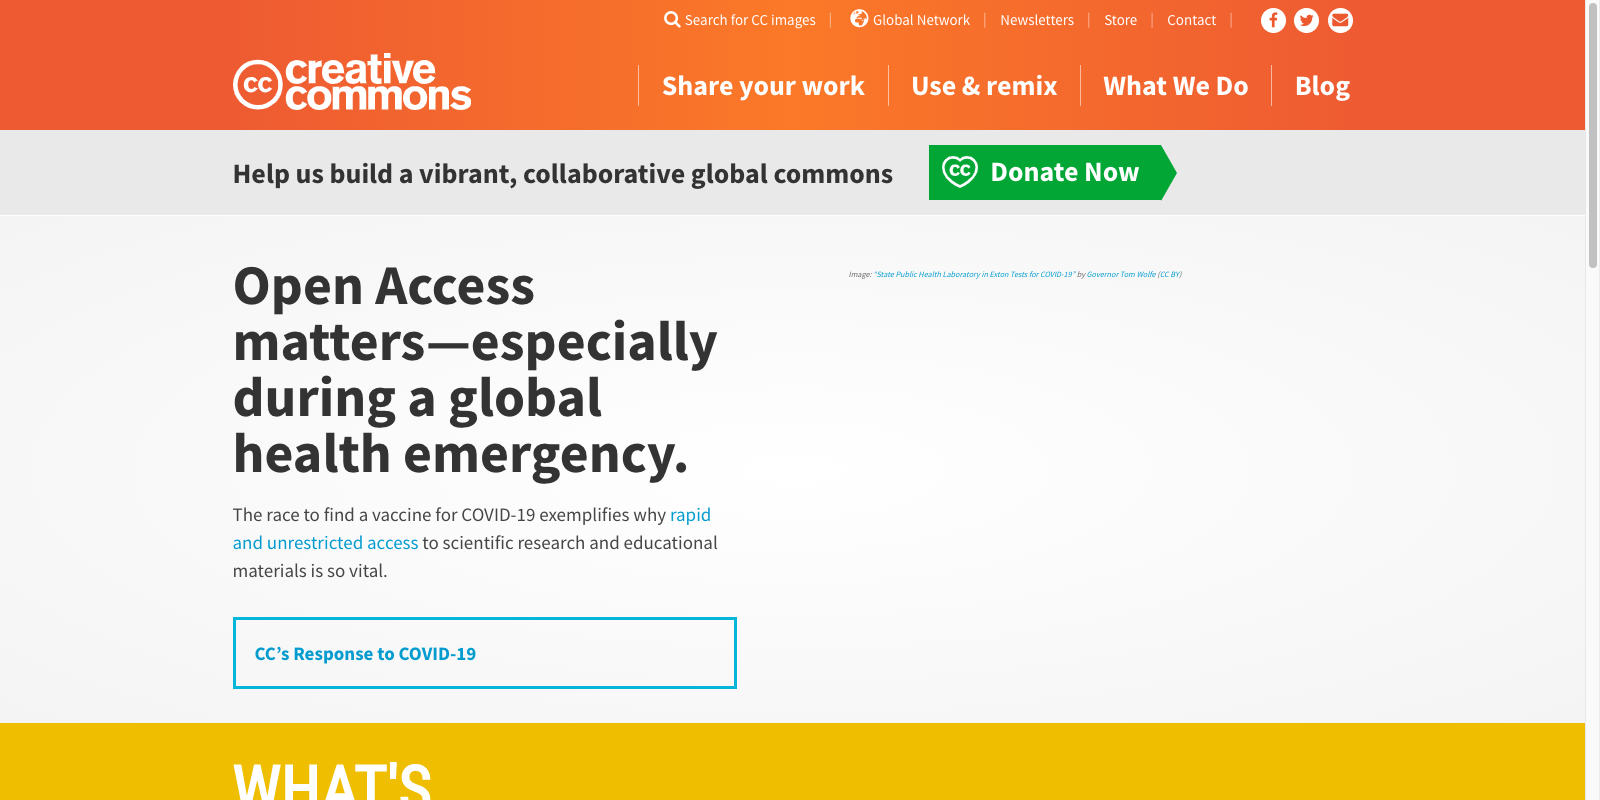 Search for CC images | Global Network | Newsletters | Store | Contact |
cc creative
commons
Share your work | Use & remix | What We Do | Blog
Help us build a vibrant, collaborative global commons
CC Donate Now
Open Access
matters—especially
during a global
health emergency.
Image: "State Public Health Laboratory in Exton Tests for COVID-19" by Governor Tom Wolfe (CC BY)
The race to find a vaccine for COVID-19 exemplifies why rapid
and unrestricted access to scientific research and educational
materials is so vital.
CC’s Response to COVID-19
WHAT'S